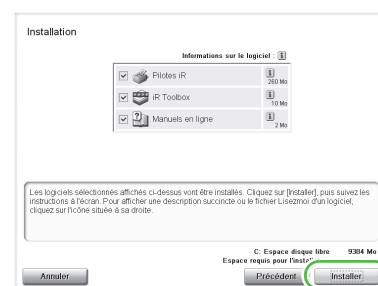 Installation
Informations sur le logiciel : i
Pilotes iR
i
260 Mo
iR Toolbox
i
10 Mo
Manuels en ligne
i
2 Mo
Les logiciels sélectionnés affichés ci-dessus vont être installés. Cliquez sur [Installer], puis suivez les
instructions à l'écran. Pour afficher une description succincte ou le fichier Lisezmoi d'un logiciel,
cliquez sur l'icône située à sa droite.
C: Espace disque libre 9384 Mo
Espace requis pour l'install
Annuler
Précédent
Installer